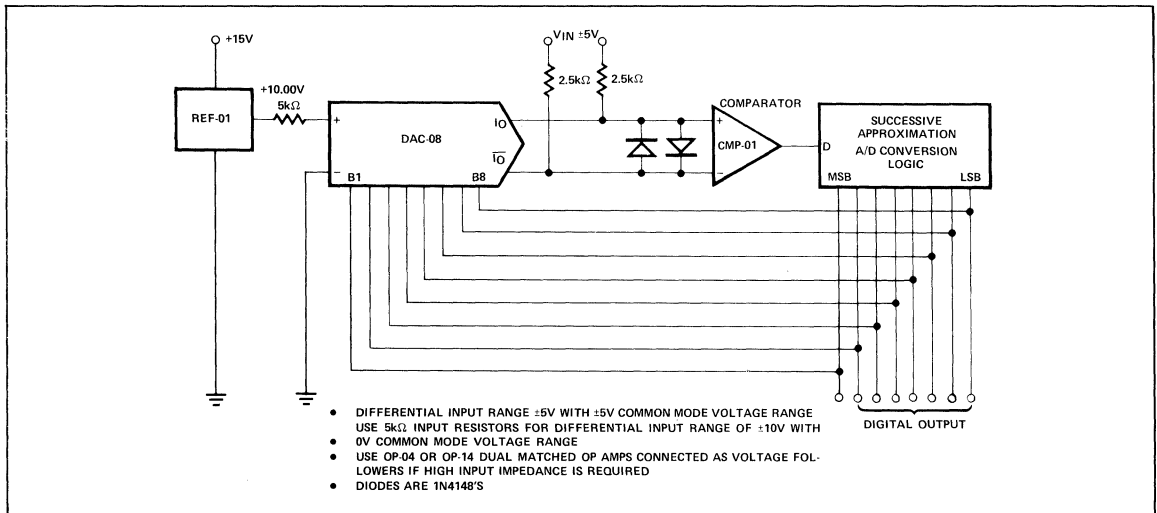 +15V
VIN ±5V
2.5kΩ 2.5kΩ
+10.00V
5kΩ
REF-01
+
−
DAC-08
IO
IO
B1
B8
COMPARATOR
+
−
CMP-01
SUCCESSIVE
APPROXIMATION
A/D CONVERSION
LOGIC
D
MSB
LSB
DIGITAL OUTPUT
● DIFFERENTIAL INPUT RANGE ±5V WITH ±5V COMMON MODE VOLTAGE RANGE
USE 5kΩ INPUT RESISTORS FOR DIFFERENTIAL INPUT RANGE OF ±10V WITH
● 0V COMMON MODE VOLTAGE RANGE
● USE OP-04 OR OP-14 DUAL MATCHED OP AMPS CONNECTED AS VOLTAGE FOL-
LOWERS IF HIGH INPUT IMPEDANCE IS REQUIRED
● DIODES ARE 1N4148'S